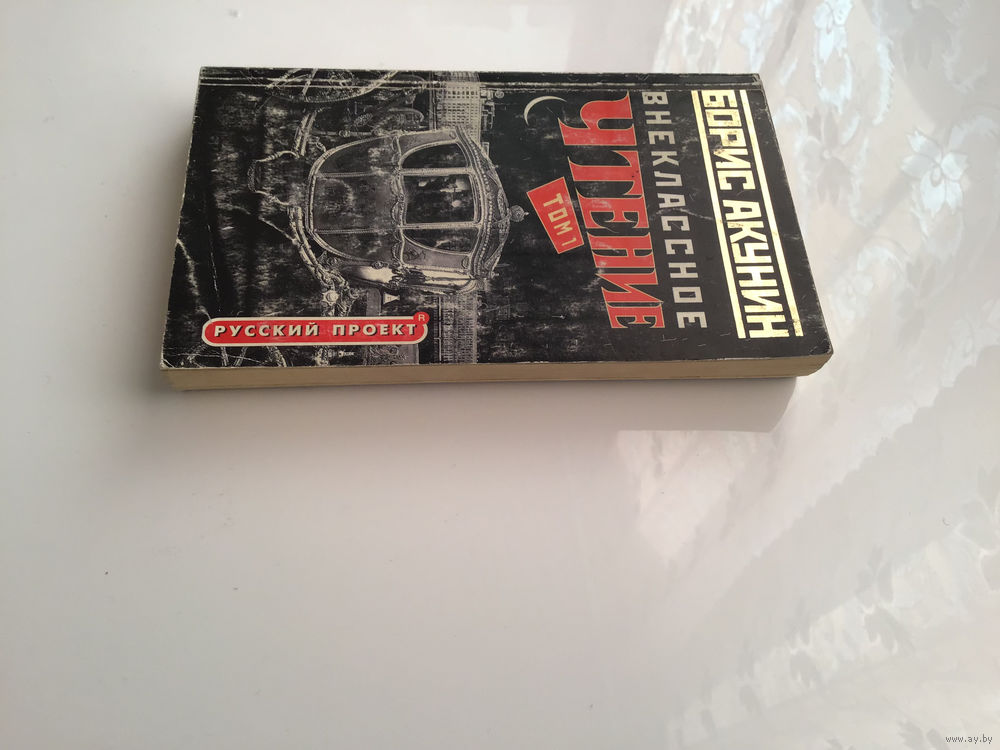 БОРИС АКУНИН
ВНЕКЛАССНОЕ
ЧТЕНИЕ
ТОМ 1
РУССКИЙ ПРОЕКТ
R
www.ay.by